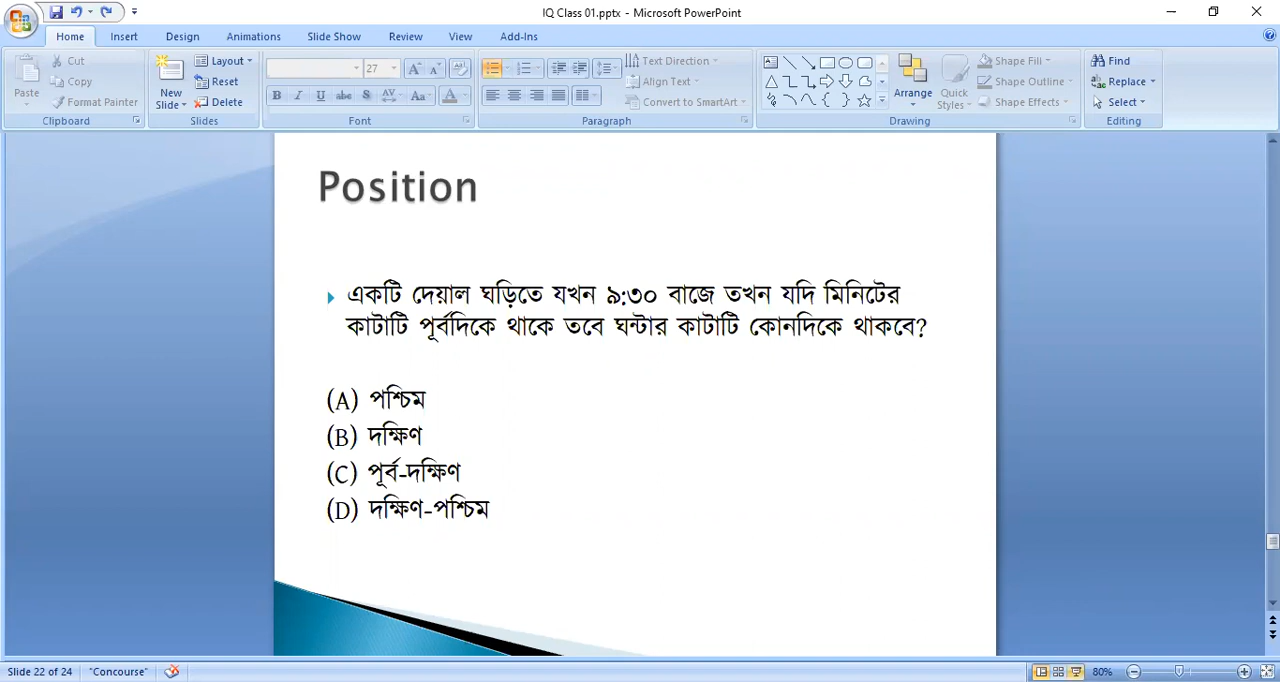 IQ Class 01.pptx - Microsoft PowerPoint
Home Insert Design Animations Slide Show Review View Add-Ins
Paste
Cut
Copy
Format Painter
Clipboard
New Slide
Layout
Reset
Delete
Slides
27
B I U abc S AV Aa A
Font
Text Direction
Align Text
Convert to SmartArt
Paragraph
Arrange
Quick Styles
Shape Fill
Shape Outline
Shape Effects
Drawing
Find
Replace
Select
Editing
Position
একটি দেয়াল ঘড়িতে যখন ৯:৩০ বাজে তখন যদি মিনিটের
কাটাটি পূর্বদিকে থাকে তবে ঘন্টার কাটাটি কোনদিকে থাকবে?
(A) পশ্চিম
(B) দক্ষিণ
(C) পূর্ব-দক্ষিণ
(D) দক্ষিণ-পশ্চিম
Slide 22 of 24 "Concourse" 80%